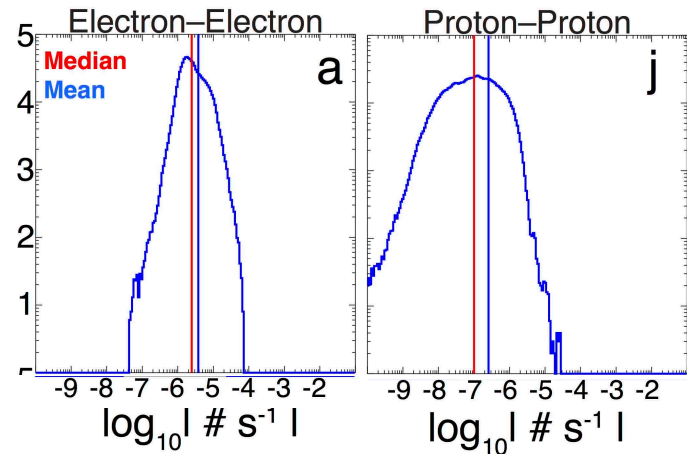 Electron–Electron
Proton–Proton
5
4
3
2
1
Median
Mean
a
j
-9 -8 -7 -6 -5 -4 -3 -2
-9 -8 -7 -6 -5 -4 -3 -2
log₁₀| # s⁻¹ |
log₁₀| # s⁻¹ |